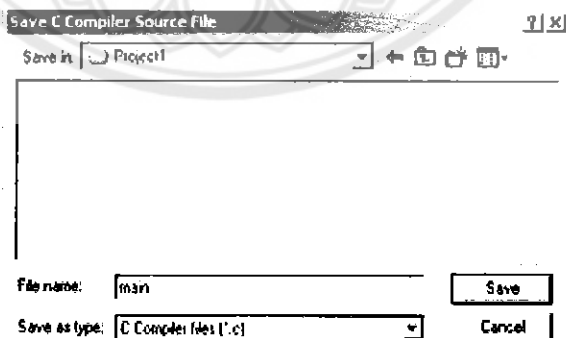 Save C Compiler Source File
Save in: Project1
File name: main
Save
Save as type: C Compiler files (*.c)
Cancel